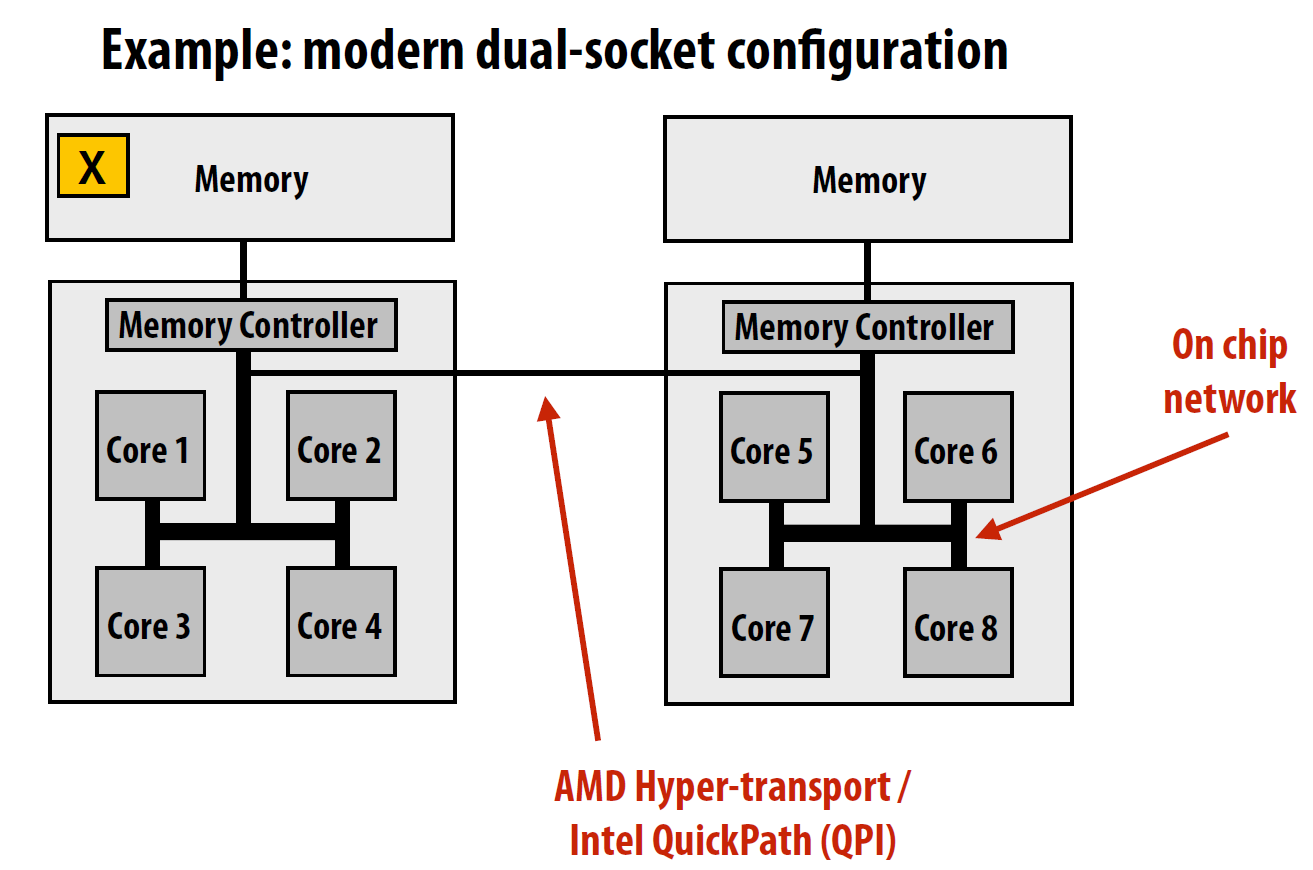 Example: modern dual-socket configuration
X
Memory
Memory
Memory Controller
Memory Controller
On chip
network
Core 1
Core 2
Core 5
Core 6
Core 3
Core 4
Core 7
Core 8
AMD Hyper-transport /
Intel QuickPath (QPI)